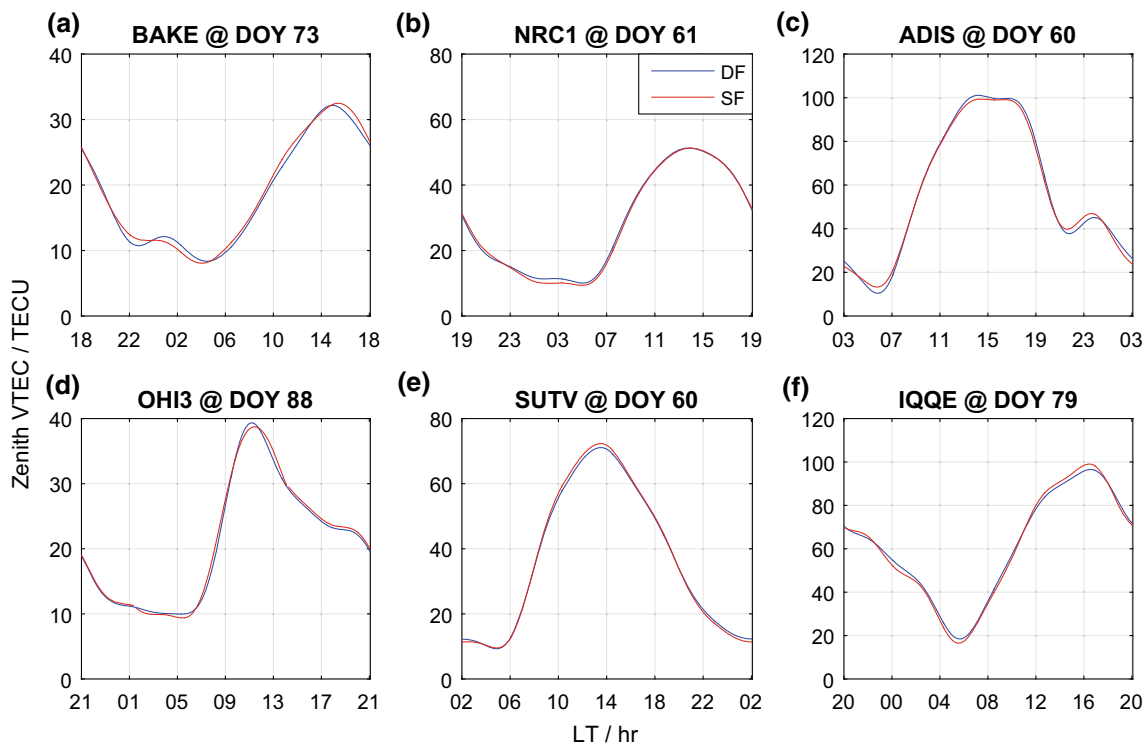 (a) BAKE @ DOY 73
40
30
20
10
0
18 22 02 06 10 14 18
(b) NRC1 @ DOY 61
DF
SF
80
60
40
20
0
19 23 03 07 11 15 19
(c) ADIS @ DOY 60
120
100
80
60
40
20
0
03 07 11 15 19 23 03
Zenith VTEC / TECU
(d) OHI3 @ DOY 88
40
30
20
10
0
21 01 05 09 13 17 21
(e) SUTV @ DOY 60
80
60
40
20
0
02 06 10 14 18 22 02
(f) IQQE @ DOY 79
120
100
80
60
40
20
0
20 00 04 08 12 16 20
LT / hr